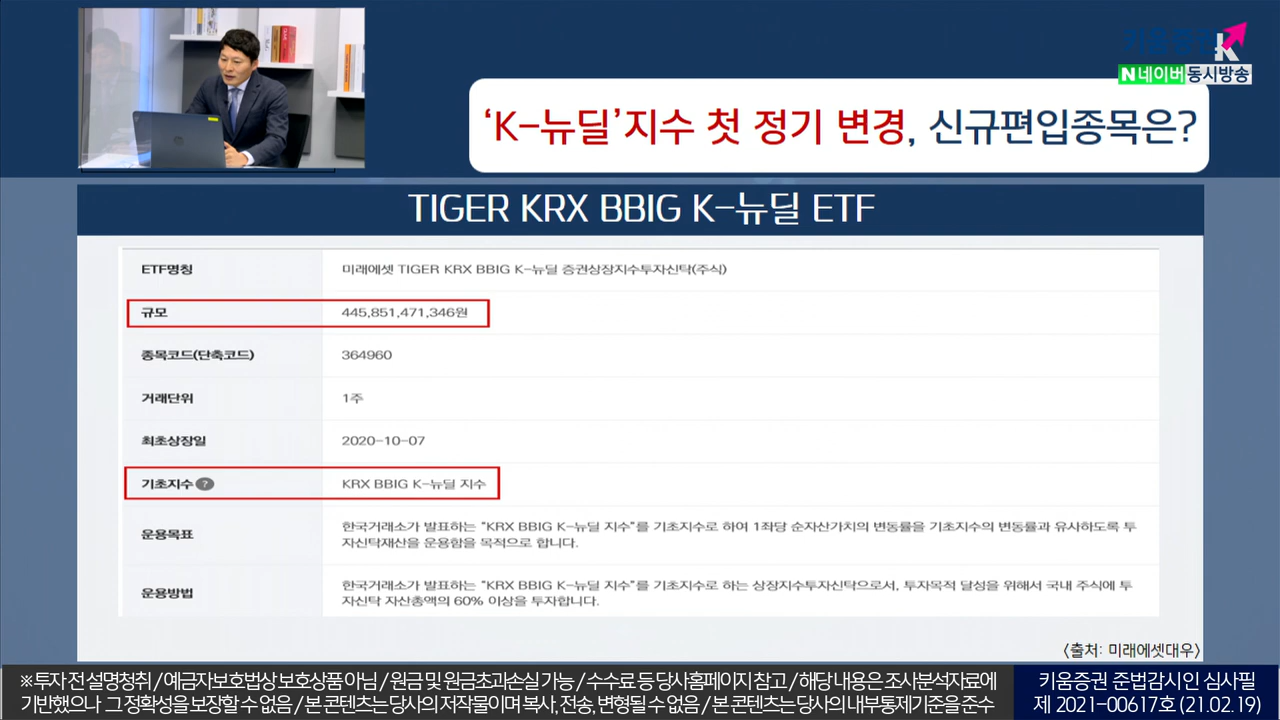 키움증권
N 네이버 동시방송
‘K-뉴딜’지수 첫 정기 변경, 신규편입종목은?
TIGER KRX BBIG K-뉴딜 ETF
ETF명칭 미래에셋 TIGER KRX BBIG K-뉴딜 증권상장지수투자신탁(주식)
규모 445,851,471,346원
종목코드(단축코드) 364960
거래단위 1주
최초상장일 2020-10-07
기초지수 ? KRX BBIG K-뉴딜 지수
운용목표 한국거래소가 발표하는 “KRX BBIG K-뉴딜 지수”를 기초지수로 하여 1좌당 순자산가치의 변동률을 기초지수의 변동률과 유사하도록 투
자신탁재산을 운용함을 목적으로 합니다.
운용방법 한국거래소가 발표하는 “KRX BBIG K-뉴딜 지수”를 기초지수로 하는 상장지수투자신탁으로서, 투자목적 달성을 위해서 국내 주식에 투
자신탁 자산총액의 60% 이상을 투자합니다.
〈출처: 미래에셋대우〉
※ 투자 전 설명청취 / 예금자보호법상 보호상품 아님 / 원금 및 원금초과손실 가능 / 수수료 등 당사홈페이지 참고 / 해당 내용은 조사분석자료에
기반했으나 그 정확성을 보장할 수 없음 / 본 콘텐츠는 당사의 저작물이며 복사, 전송, 변형될 수 없음 / 본 콘텐츠는 당사의 내부통제기준을 준수
키움증권 준법감시인 심사필
제 2021-00617호 (21.02.19)